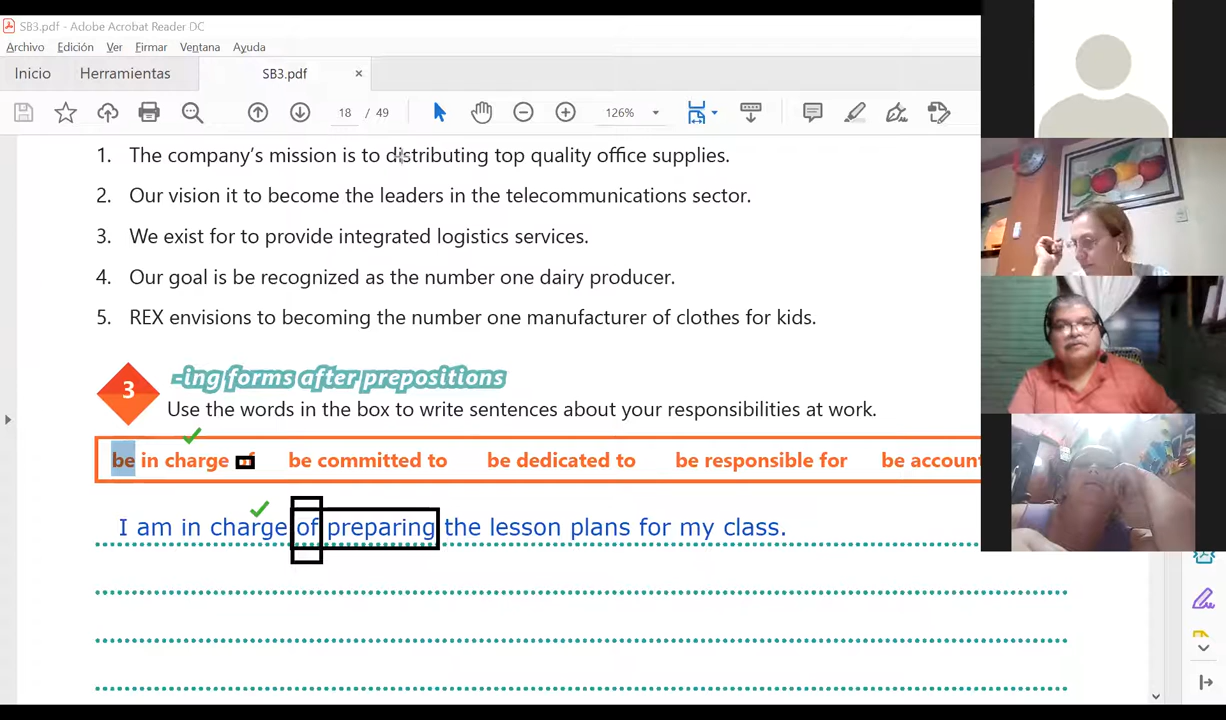 SB3.pdf - Adobe Acrobat Reader DC
Archivo Edición Ver Firmar Ventana Ayuda
Inicio Herramientas SB3.pdf ×
18 / 49 126%
1. The company's mission is to distributing top quality office supplies.
2. Our vision it to become the leaders in the telecommunications sector.
3. We exist for to provide integrated logistics services.
4. Our goal is be recognized as the number one dairy producer.
5. REX envisions to becoming the number one manufacturer of clothes for kids.
3 -ing forms after prepositions
Use the words in the box to write sentences about your responsibilities at work.
be in charge of be committed to be dedicated to be responsible for be account
I am in charge of preparing the lesson plans for my class.